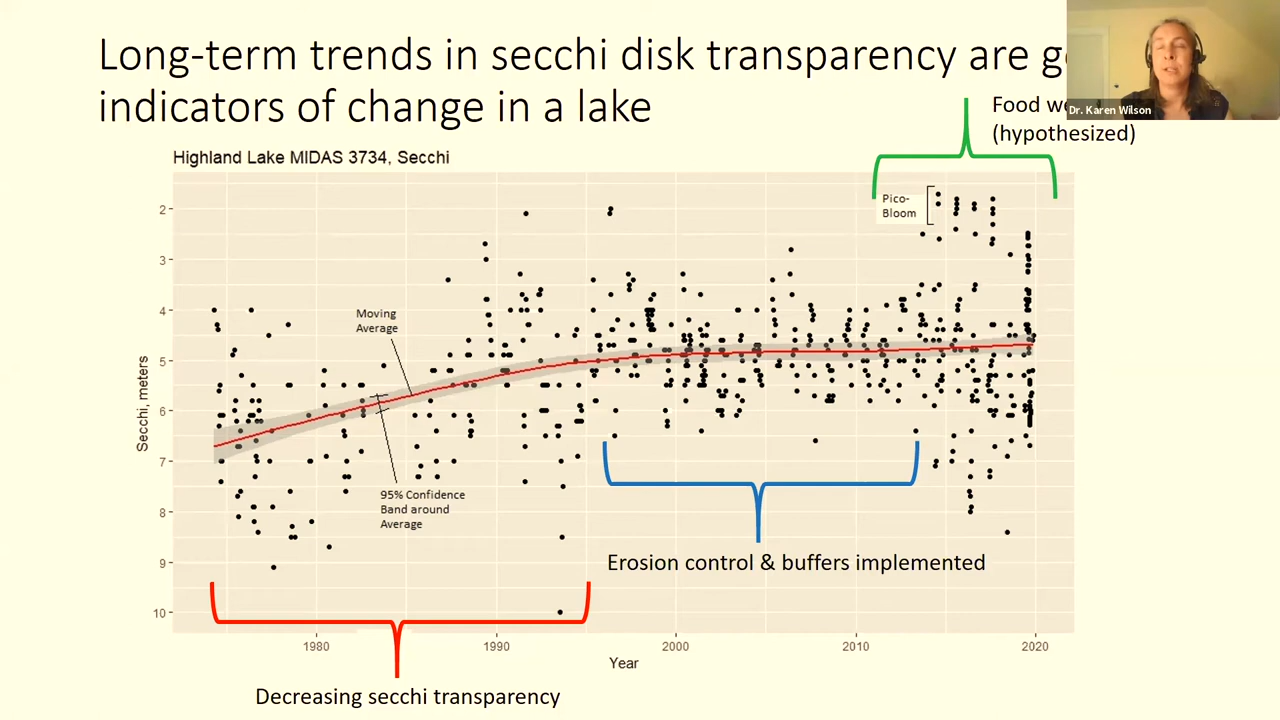 Long-term trends in secchi disk transparency are
indicators of change in a lake
Dr. Karen Wilson
Food
(hypothesized)
Highland Lake MIDAS 3734, Secchi
Pico-
Bloom
Moving
Average
95% Confidence
Band around
Average
Erosion control & buffers implemented
Decreasing secchi transparency
Secchi, meters
2
3
4
5
6
7
8
9
10
1980
1990
2000
2010
2020
Year